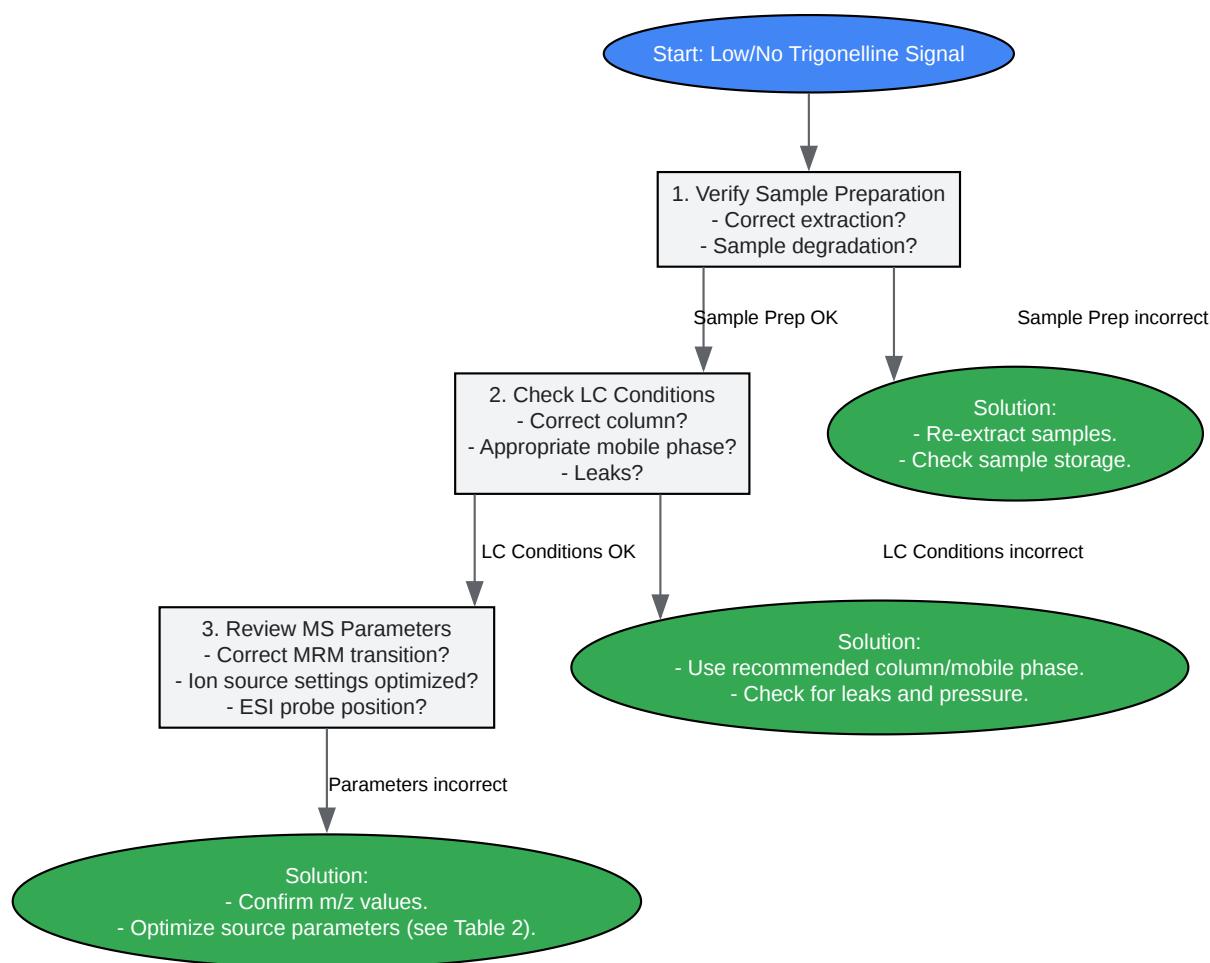 Start: Low/No Trigonelline Signal
1. Verify Sample Preparation
- Correct extraction?
- Sample degradation?
Sample Prep OK
Sample Prep incorrect
2. Check LC Conditions
- Correct column?
- Appropriate mobile phase?
- Leaks?
Solution:
- Re-extract samples.
- Check sample storage.
LC Conditions OK
LC Conditions incorrect
3. Review MS Parameters
- Correct MRM transition?
- Ion source settings optimized?
- ESI probe position?
Solution:
- Use recommended column/mobile phase.
- Check for leaks and pressure.
Parameters incorrect
Solution:
- Confirm m/z values.
- Optimize source parameters (see Table 2).